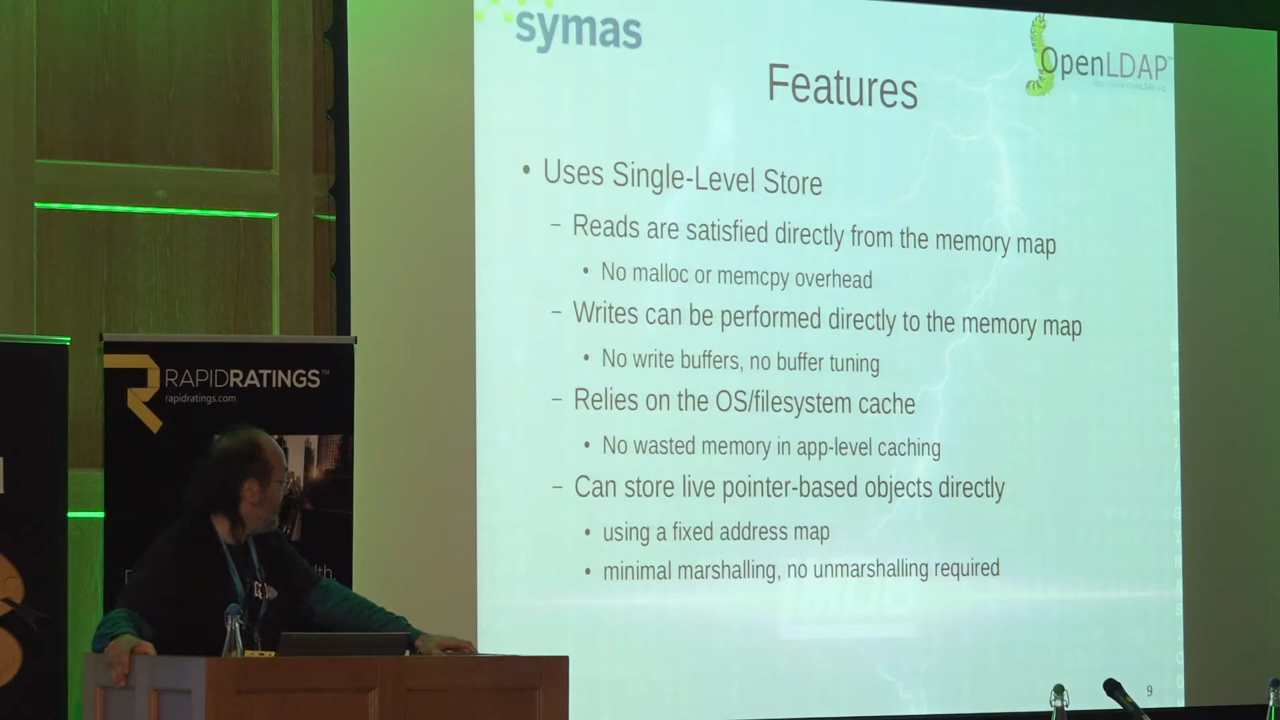 symas
OpenLDAP
Features
• Uses Single-Level Store
– Reads are satisfied directly from the memory map
• No malloc or memcpy overhead
– Writes can be performed directly to the memory map
• No write buffers, no buffer tuning
– Relies on the OS/filesystem cache
• No wasted memory in app-level caching
– Can store live pointer-based objects directly
• using a fixed address map
• minimal marshalling, no unmarshalling required
9
RAPIDRATINGS™
rapidratings.com